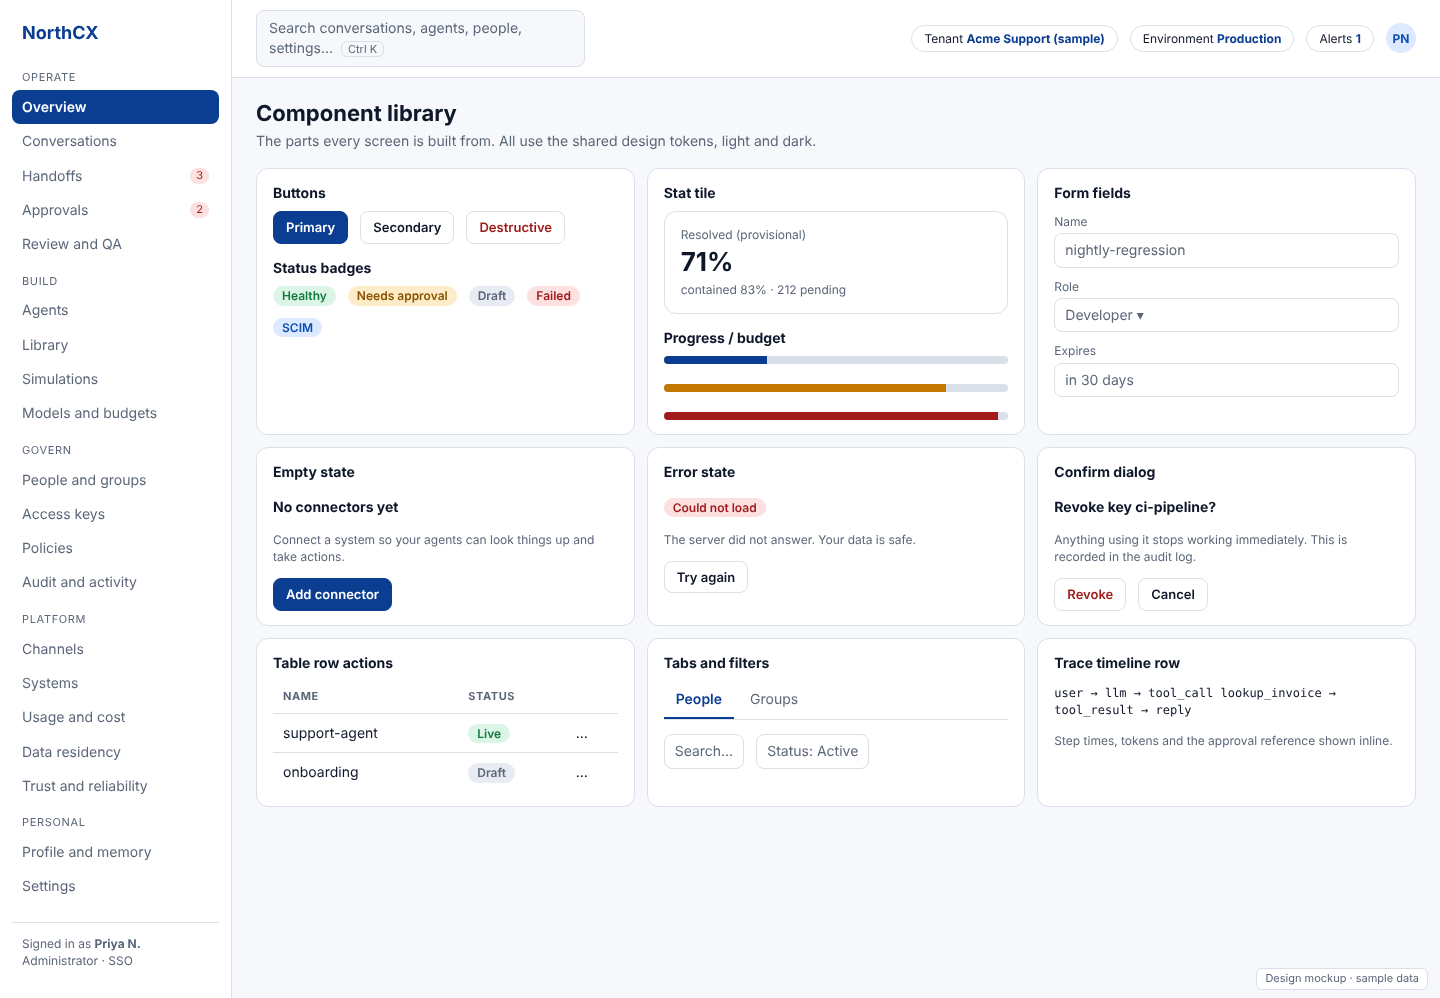 NorthCX
OPERATE
Overview
Conversations
Handoffs 3
Approvals 2
Review and QA
BUILD
Agents
Library
Simulations
Models and budgets
GOVERN
People and groups
Access keys
Policies
Audit and activity
PLATFORM
Channels
Systems
Usage and cost
Data residency
Trust and reliability
PERSONAL
Profile and memory
Settings
Signed in as Priya N.
Administrator · SSO
Search conversations, agents, people,
settings... Ctrl K
Tenant Acme Support (sample)
Environment Production
Alerts 1
PN
Component library
The parts every screen is built from. All use the shared design tokens, light and dark.
Buttons
Primary Secondary Destructive
Status badges
Healthy Needs approval Draft Failed
SCIM
Stat tile
Resolved (provisional)
71%
contained 83% · 212 pending
Progress / budget
Form fields
Name
nightly-regression
Role
Developer ▾
Expires
in 30 days
Empty state
No connectors yet
Connect a system so your agents can look things up and
take actions.
Add connector
Error state
Could not load
The server did not answer. Your data is safe.
Try again
Confirm dialog
Revoke key ci-pipeline?
Anything using it stops working immediately. This is
recorded in the audit log.
Revoke Cancel
Table row actions
NAME STATUS
support-agent Live ...
onboarding Draft ...
Tabs and filters
People Groups
Search... Status: Active
Trace timeline row
user → llm → tool_call lookup_invoice →
tool_result → reply
Step times, tokens and the approval reference shown inline.
Design mockup · sample data